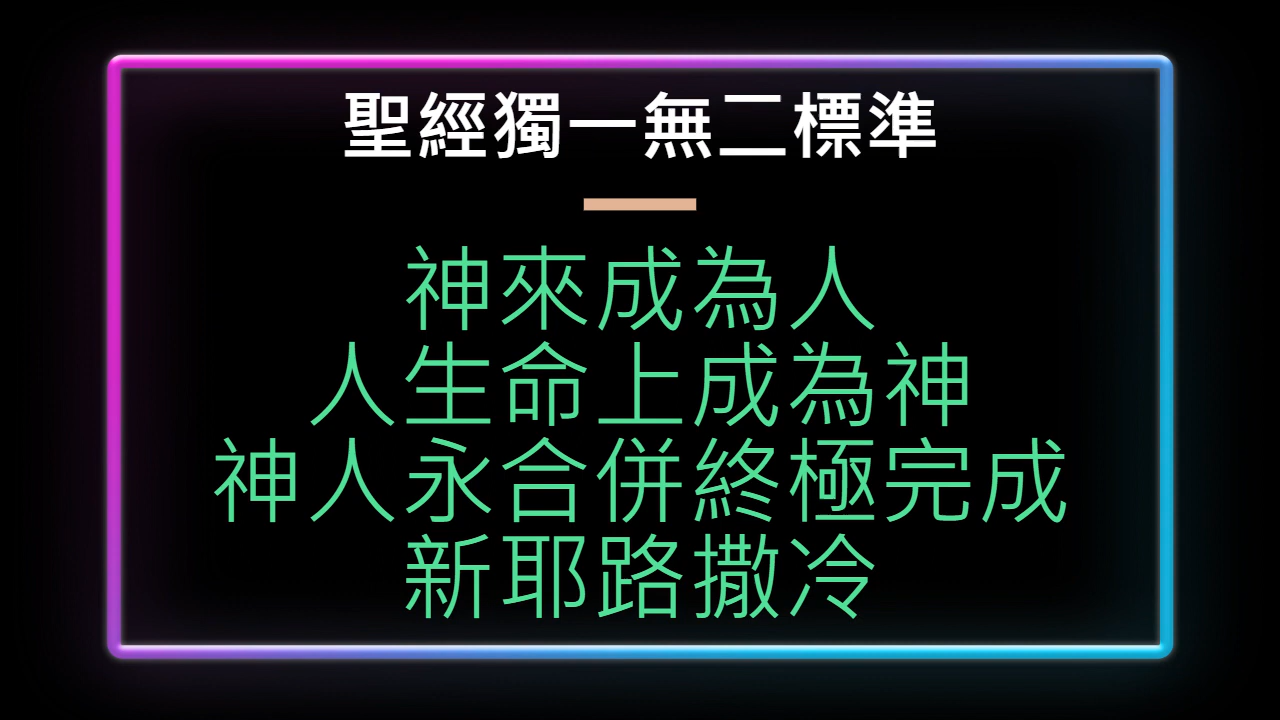 聖經獨一無二標準
神來成為人
人生命上成為神
神人永合併終極完成
新耶路撒冷